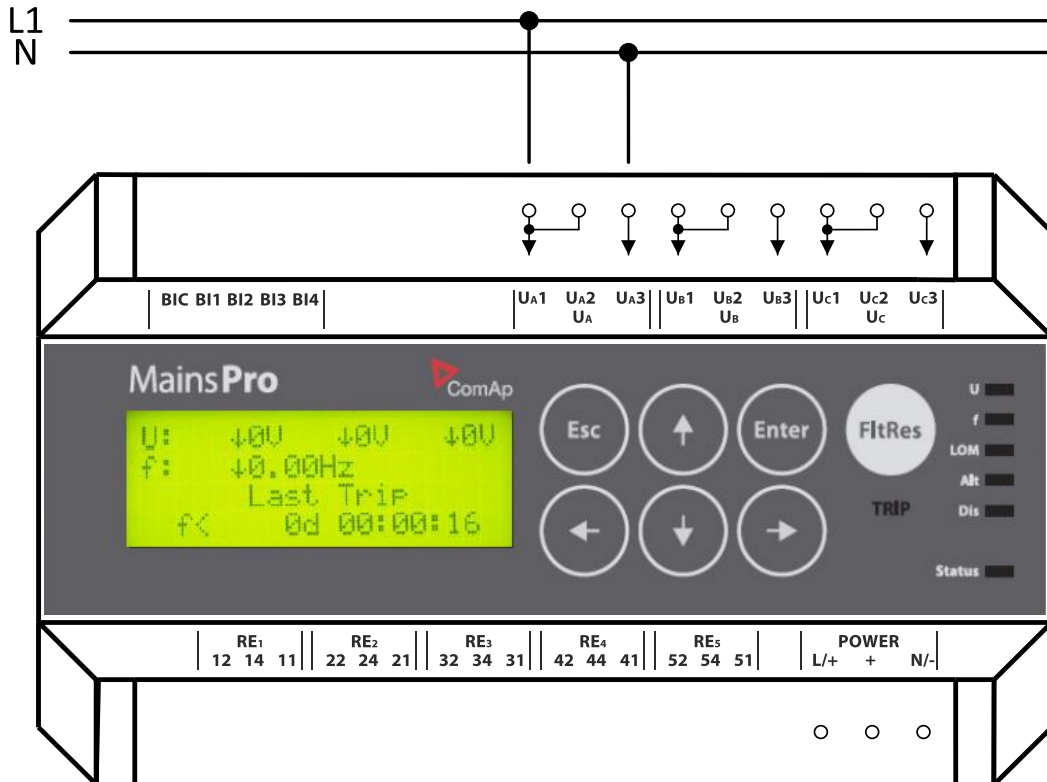 L1
N
BIC BI1 BI2 BI3 BI4
UA1 UA2 UA3 UB1 UB2 UB3 UC1 UC2 UC3
UA UB UC
MainsPro
ComAp
U: ↓0V ↓0V ↓0V
f: ↓0.00Hz
Last Trip
f< 0d 00:00:16
Esc
↑
Enter
FltRes
←
↓
→
TRIP
U
f
LOM
Alt
Dis
Status
RE1 RE2 RE3 RE4 RE5 POWER
12 14 11 22 24 21 32 34 31 42 44 41 52 54 51 L/+ + N/-